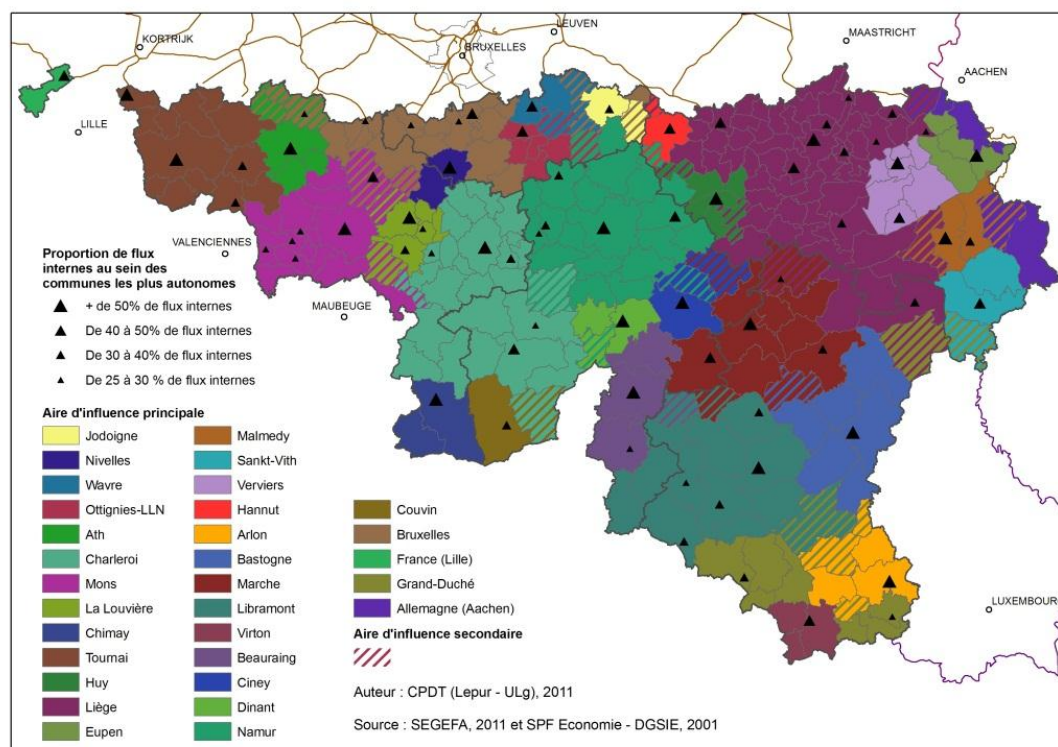 KORTRIJK
LEUVEN
BRUXELLES
MAASTRICHT
AACHEN
LILLE
VALENCIENNES
MAUBEUGE
LUXEMBOURG
Proportion de flux
internes au sein des
communes les plus autonomes
+ de 50% de flux internes
De 40 à 50% de flux internes
De 30 à 40% de flux internes
De 25 à 30 % de flux internes
Aire d'influence principale
Jodoigne
Nivelles
Wavre
Ottignies-LLN
Ath
Charleroi
Mons
La Louvière
Chimay
Tournai
Huy
Liège
Eupen
Malmedy
Sankt-Vith
Verviers
Hannut
Arlon
Bastogne
Marche
Libramont
Virton
Beauraing
Ciney
Dinant
Namur
Couvin
Bruxelles
France (Lille)
Grand-Duché
Allemagne (Aachen)
Aire d'influence secondaire
Auteur : CPDT (Lepur - ULg), 2011
Source : SEGEFA, 2011 et SPF Economie - DGSIE, 2001